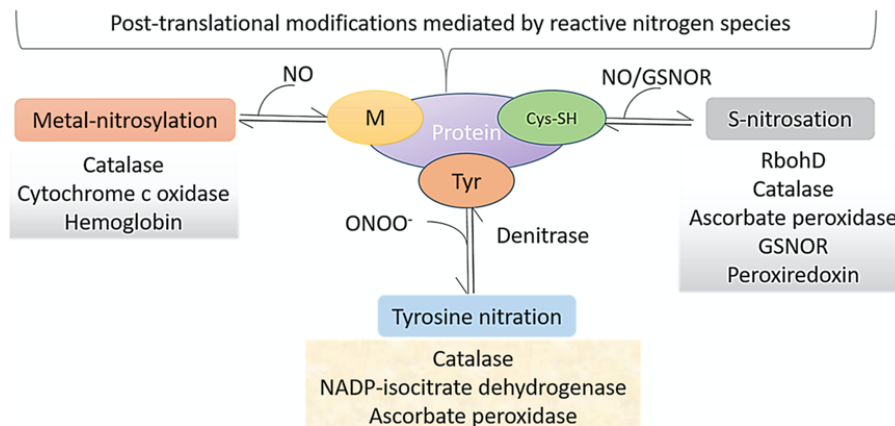 Post-translational modifications mediated by reactive nitrogen species
NO
NO/GSNOR
Metal-nitrosylation
M
Protein
Cys-SH
S-nitrosation
Catalase
Cytochrome c oxidase
Hemoglobin
RbohD
Catalase
Ascorbate peroxidase
GSNOR
Peroxiredoxin
Tyr
ONOO⁻
Denitrase
Tyrosine nitration
Catalase
NADP-isocitrate dehydrogenase
Ascorbate peroxidase